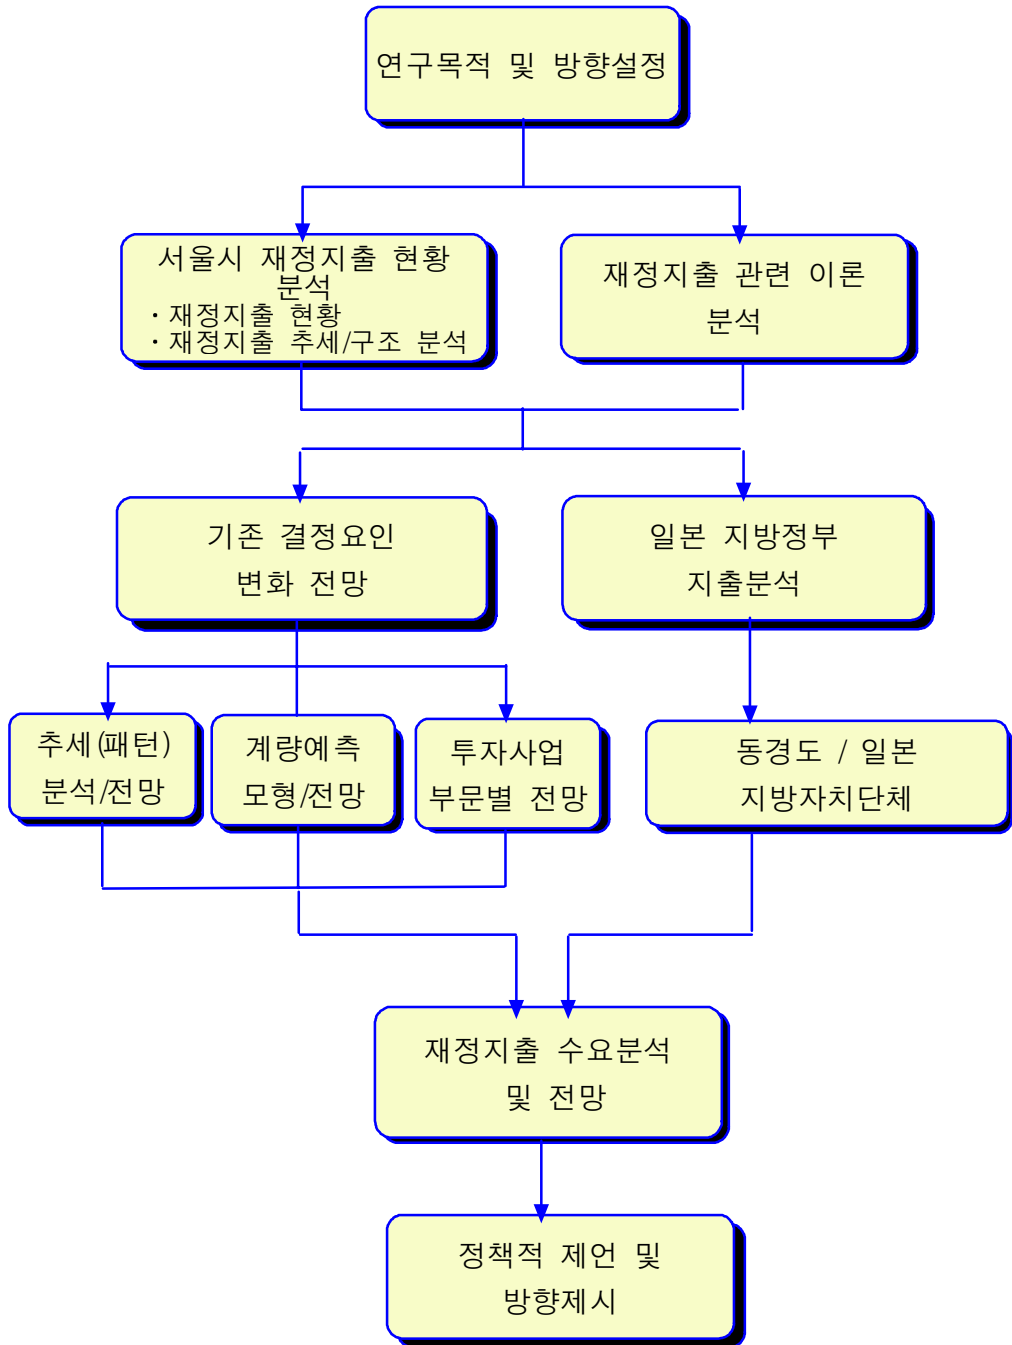 연구목적 및 방향설정
서울시 재정지출 현황
분석
· 재정지출 현황
· 재정지출 추세/구조 분석
재정지출 관련 이론
분석
기존 결정요인
변화 전망
일본 지방정부
지출분석
추세(패턴)
분석/전망
계량예측
모형/전망
투자사업
부문별 전망
동경도 / 일본
지방자치단체
재정지출 수요분석
및 전망
정책적 제언 및
방향제시